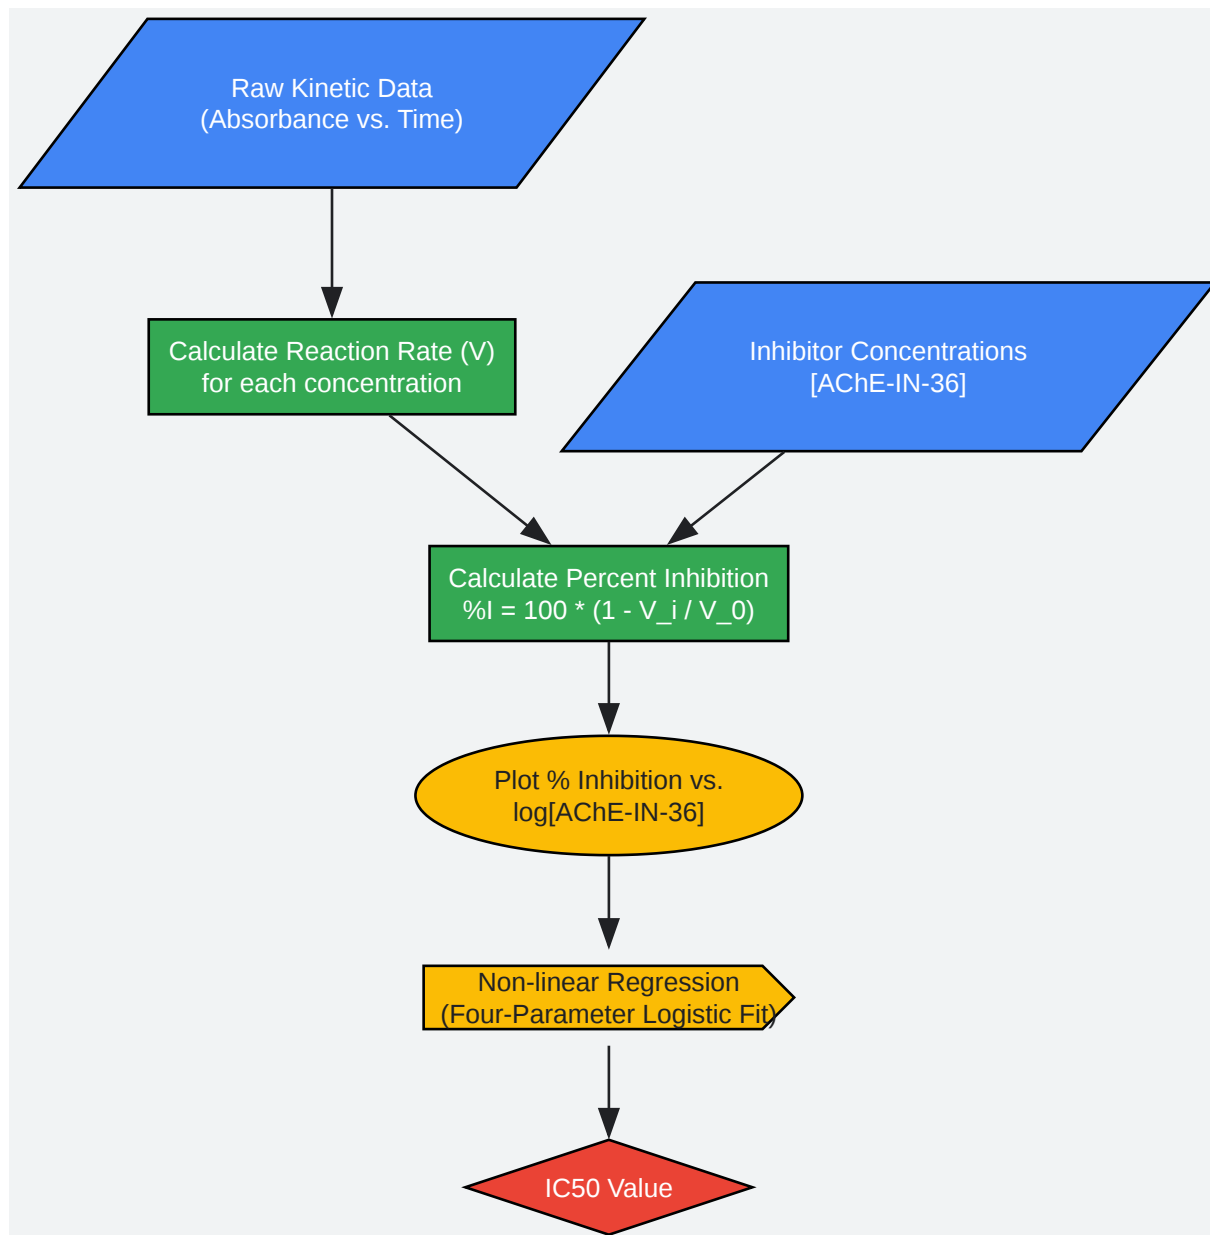 Raw Kinetic Data
(Absorbance vs. Time)
Calculate Reaction Rate (V)
for each concentration
Inhibitor Concentrations
[AChE-IN-36]
Calculate Percent Inhibition
%I = 100 * (1 - V_i / V_0)
Plot % Inhibition vs.
log[AChE-IN-36]
Non-linear Regression
(Four-Parameter Logistic Fit)
IC50 Value